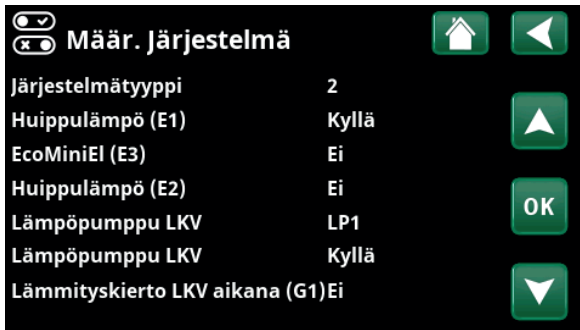 Määr. Järjestelmä
Järjestelmätyyppi 2
Huippulämpö (E1) Kyllä
EcoMiniEl (E3) Ei
Huippulämpö (E2) Ei
OK
Lämpöpumppu LKV LP1
Lämpöpumppu LKV Kyllä
Lämmityskierto LKV aikana (G1) Ei